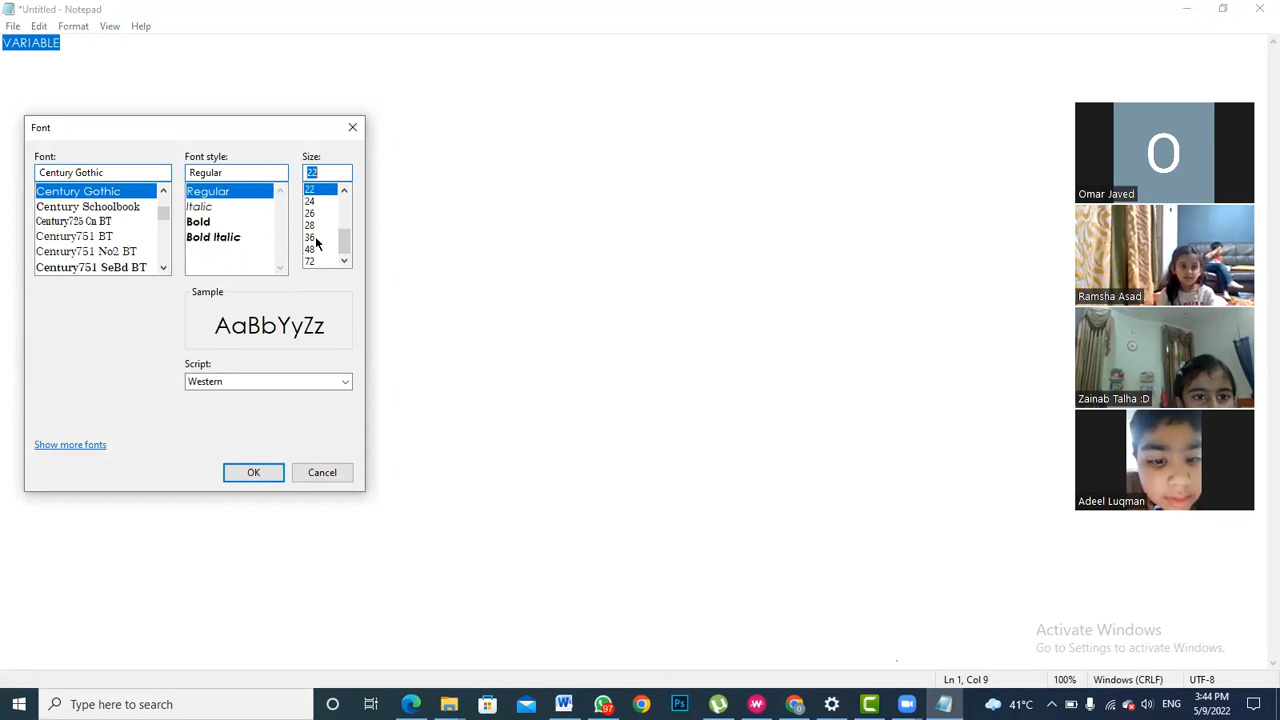 *Untitled - Notepad
File Edit Format View Help
VARIABLE
Font
Font: Font style: Size:
Century Gothic Regular 22
Century Gothic Regular 22
Century Schoolbook Italic 24
Century725 Cn BT Bold 26
Century751 BT Bold Italic 28
Century751 No2 BT 36
Century751 SeBd BT 48
72
Sample
AaBbYyZz
Script:
Western
Show more fonts
OK Cancel
O
Omar Javed
Ramsha Asad
Zainab Talha :D
Adeel Luqman
Activate Windows
Go to Settings to activate Windows.
Ln 1, Col 9 100% Windows (CRLF) UTF-8
Type here to search
W
97
Ps
41°C
ENG
3:44 PM
5/9/2022